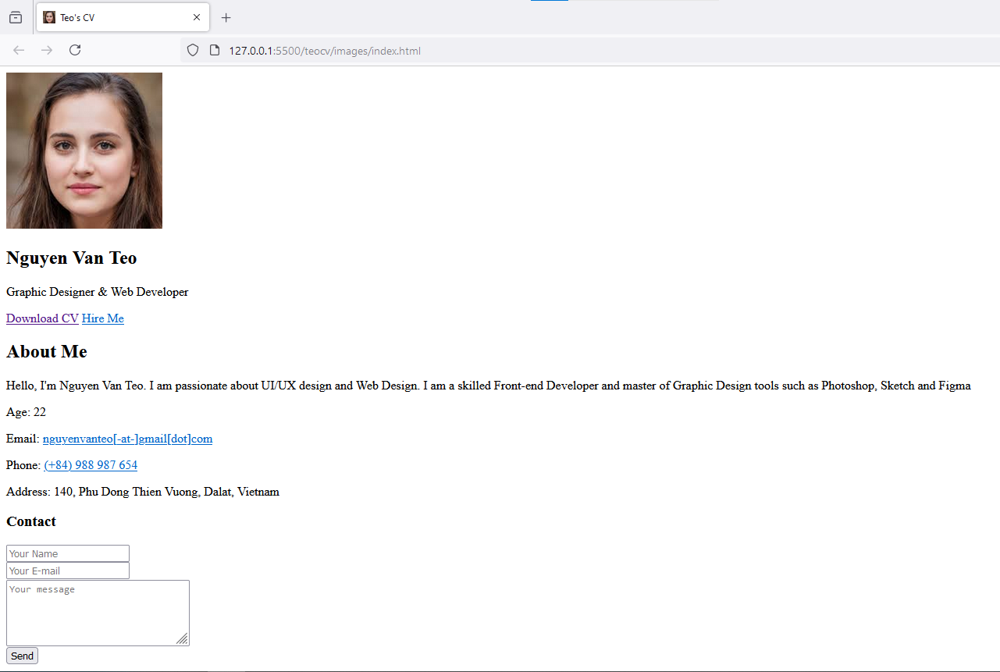 Teo's CV
127.0.0.1:5500/teocv/images/index.html
Nguyen Van Teo
Graphic Designer & Web Developer
Download CV Hire Me
About Me
Hello, I'm Nguyen Van Teo. I am passionate about UI/UX design and Web Design. I am a skilled Front-end Developer and master of Graphic Design tools such as Photoshop, Sketch and Figma
Age: 22
Email: nguyenvanteo[-at-]gmail[dot]com
Phone: (+84) 988 987 654
Address: 140, Phu Dong Thien Vuong, Dalat, Vietnam
Contact
Your Name
Your E-mail
Your message
Send